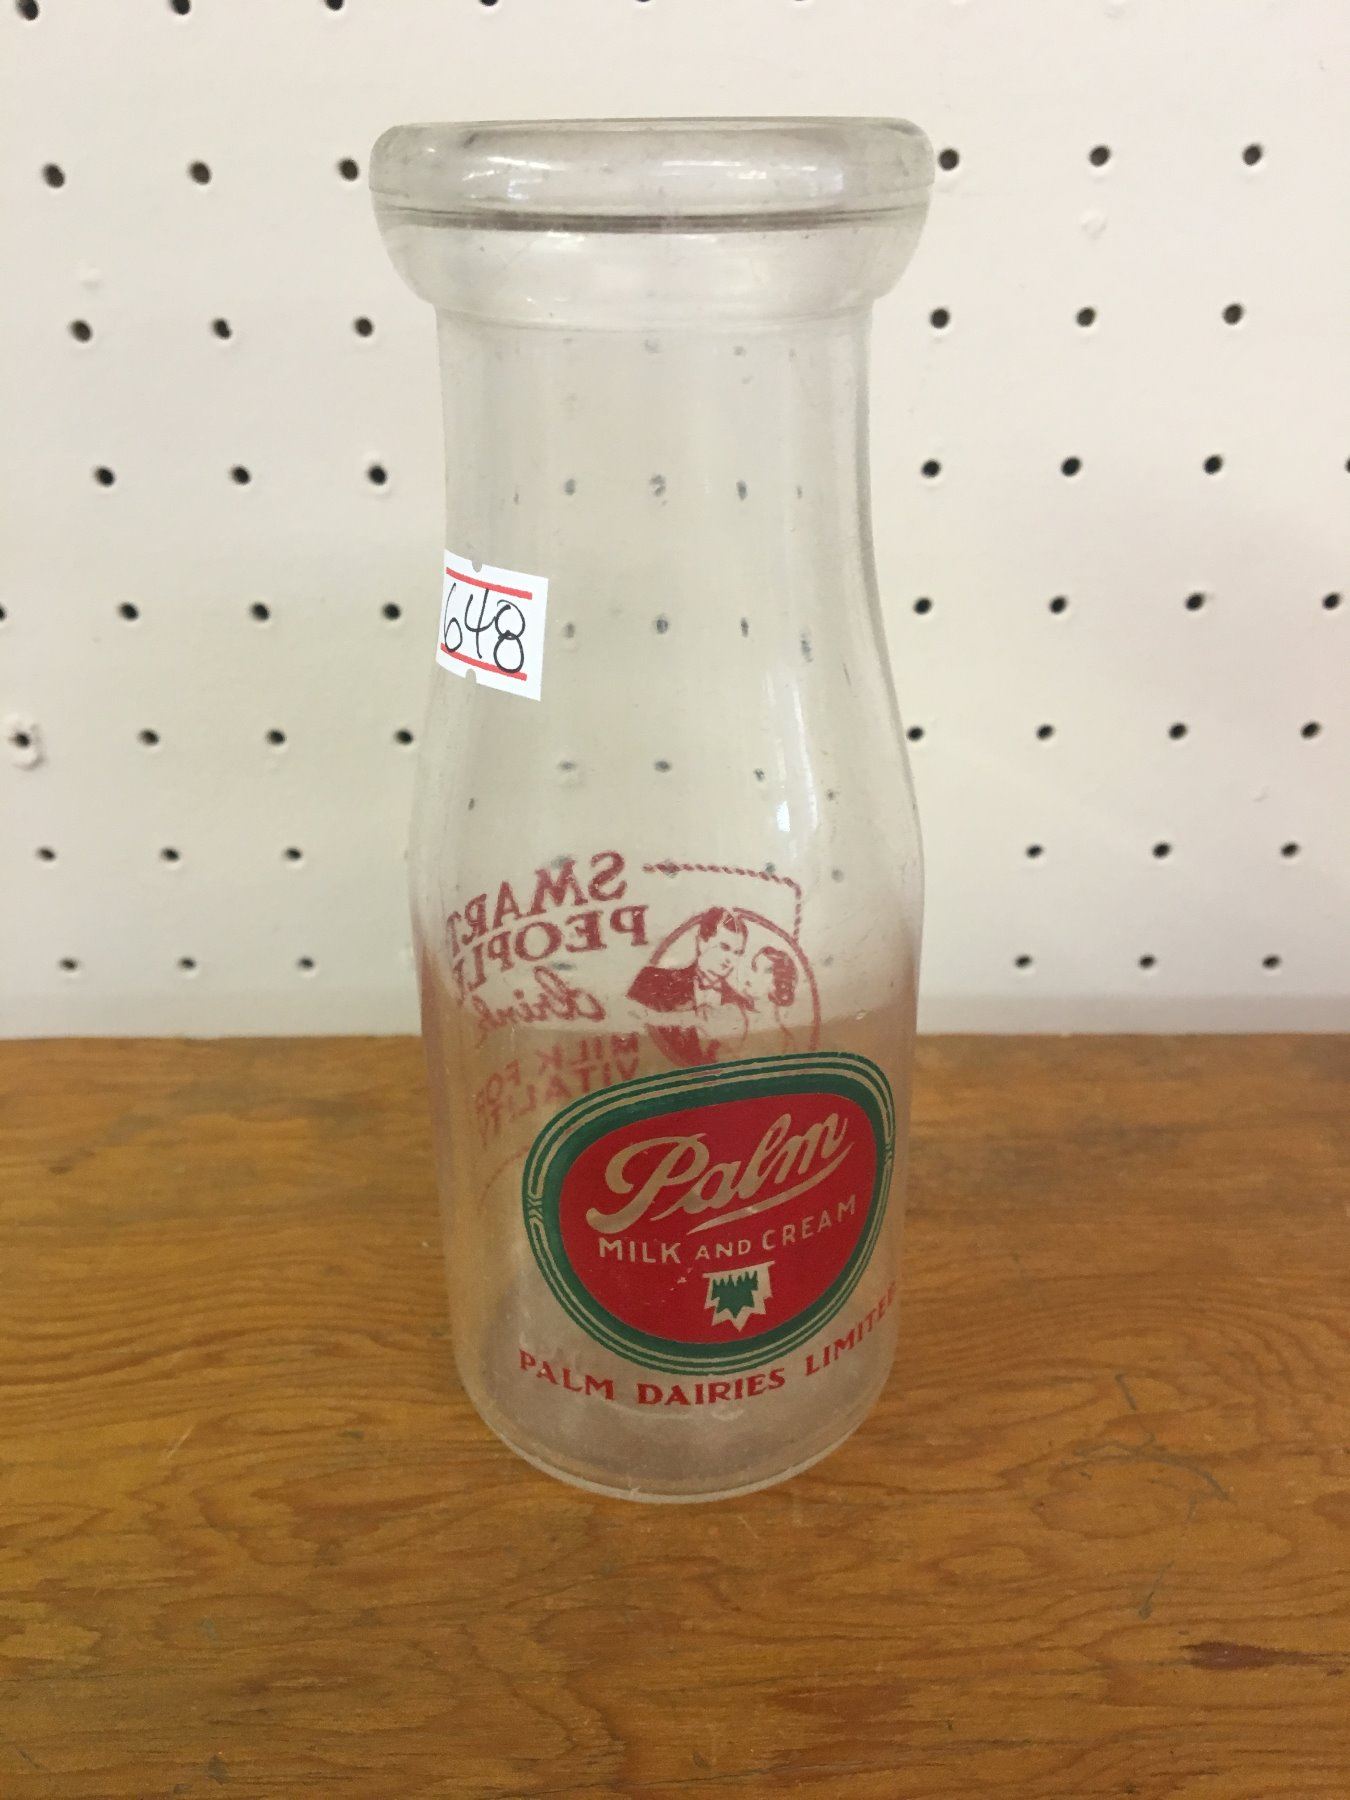 648
SMART
PEOPLE
drink
MILK FOR
VITALITY
Palm
MILK AND CREAM
PALM DAIRIES LIMITED